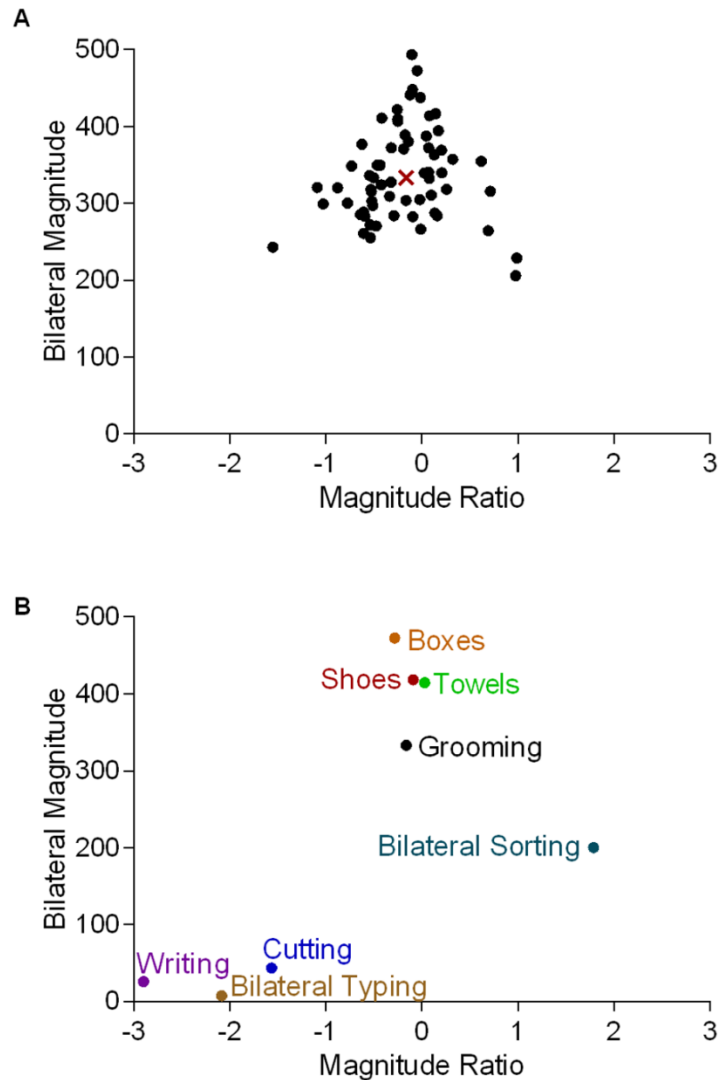 A
500
400
300
200
100
0
Bilateral Magnitude
-3 -2 -1 0 1 2 3
Magnitude Ratio
B
500
400
300
200
100
0
Bilateral Magnitude
Boxes
Shoes Towels
Grooming
Bilateral Sorting
Cutting
Writing
Bilateral Typing
-3 -2 -1 0 1 2 3
Magnitude Ratio